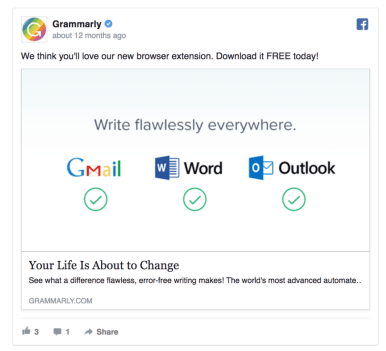 Grammarly
about 12 months ago
We think you'll love our new browser extension. Download it FREE today!
Write flawlessly everywhere.
Gmail W Word O Outlook
Your Life Is About to Change
See what a difference flawless, error-free writing makes! The world's most advanced automate..
GRAMMARLY.COM
3 1 Share